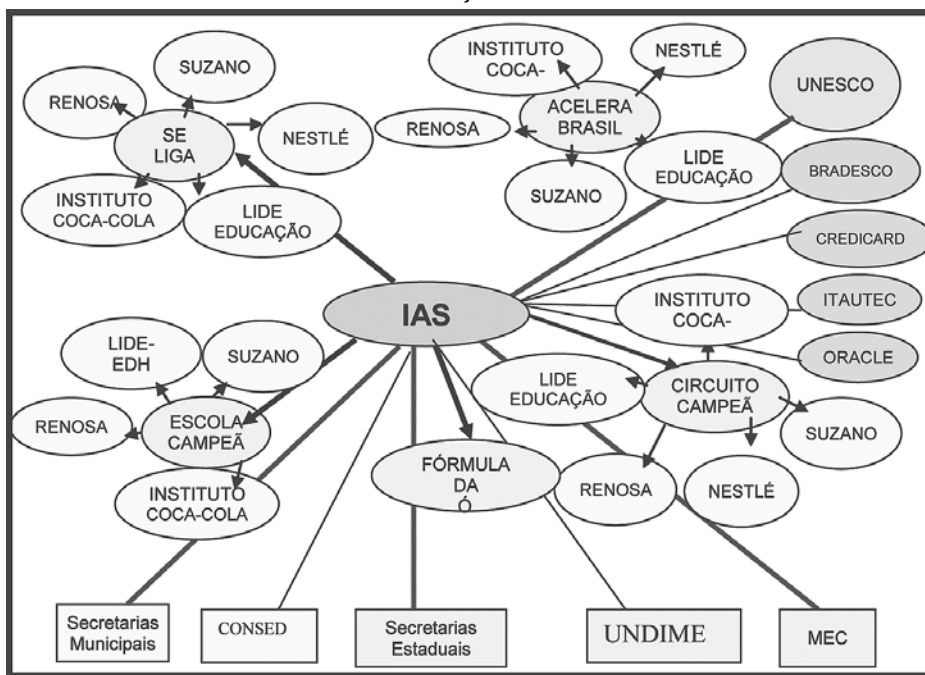 SUZANO
RENOSA
SE
LIGA
NESTLÉ
INSTITUTO
COCA-COLA
LIDE
EDUCAÇÃO
INSTITUTO
COCA-
NESTLÉ
ACELERA
BRASIL
RENOSA
LIDE
EDUCAÇÃO
SUZANO
UNESCO
BRADESCO
CREDICARD
ITAUTEC
ORACLE
IAS
INSTITUTO
COCA-
LIDE-
EDH
SUZANO
RENOSA
ESCOLA
CAMPEÃ
INSTITUTO
COCA-COLA
FÓRMULA
DA
Ó
LIDE
EDUCAÇÃO
CIRCUITO
CAMPEÃ
SUZANO
RENOSA
NESTLÉ
Secretarias
Municipais
CONSED
Secretarias
Estaduais
UNDIME
MEC